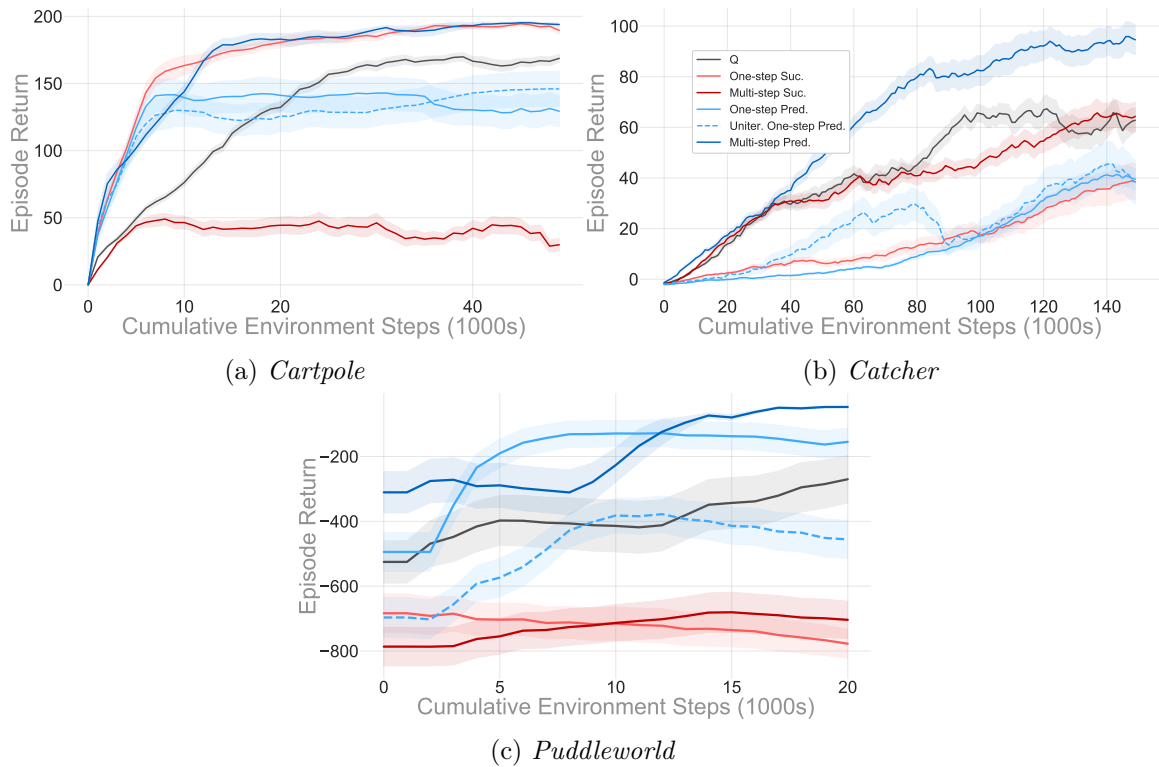 200
150
100
50
0
Episode Return
0
10
20
40
Cumulative Environment Steps (1000s)
(a) Cartpole
100
80
60
40
20
0
Episode Return
Q
One-step Suc.
Multi-step Suc.
One-step Pred.
Uniter. One-step Pred.
Multi-step Pred.
0
20
40
60
80
100
120
140
Cumulative Environment Steps (1000s)
(b) Catcher
−200
−400
−600
−800
Episode Return
0
5
10
15
20
Cumulative Environment Steps (1000s)
(c) Puddleworld